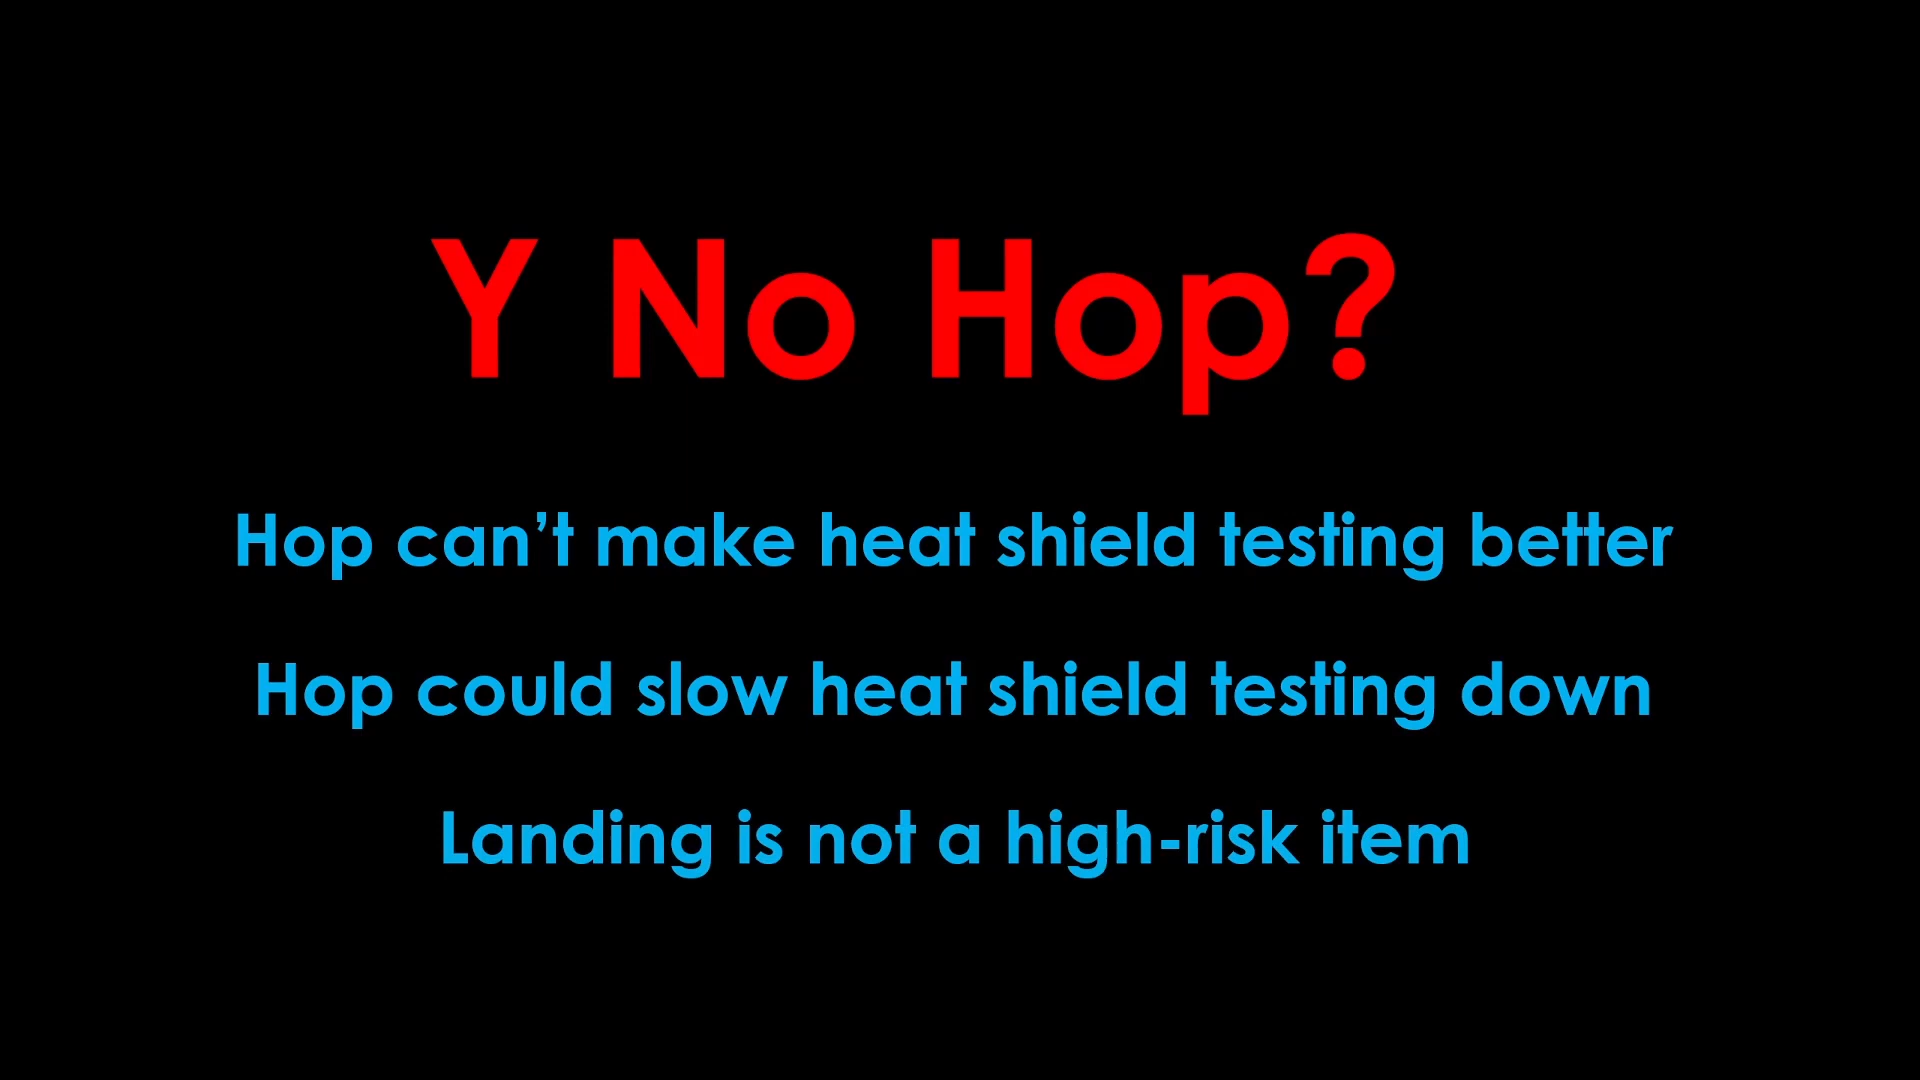 Y No Hop?
Hop can’t make heat shield testing better
Hop could slow heat shield testing down
Landing is not a high-risk item